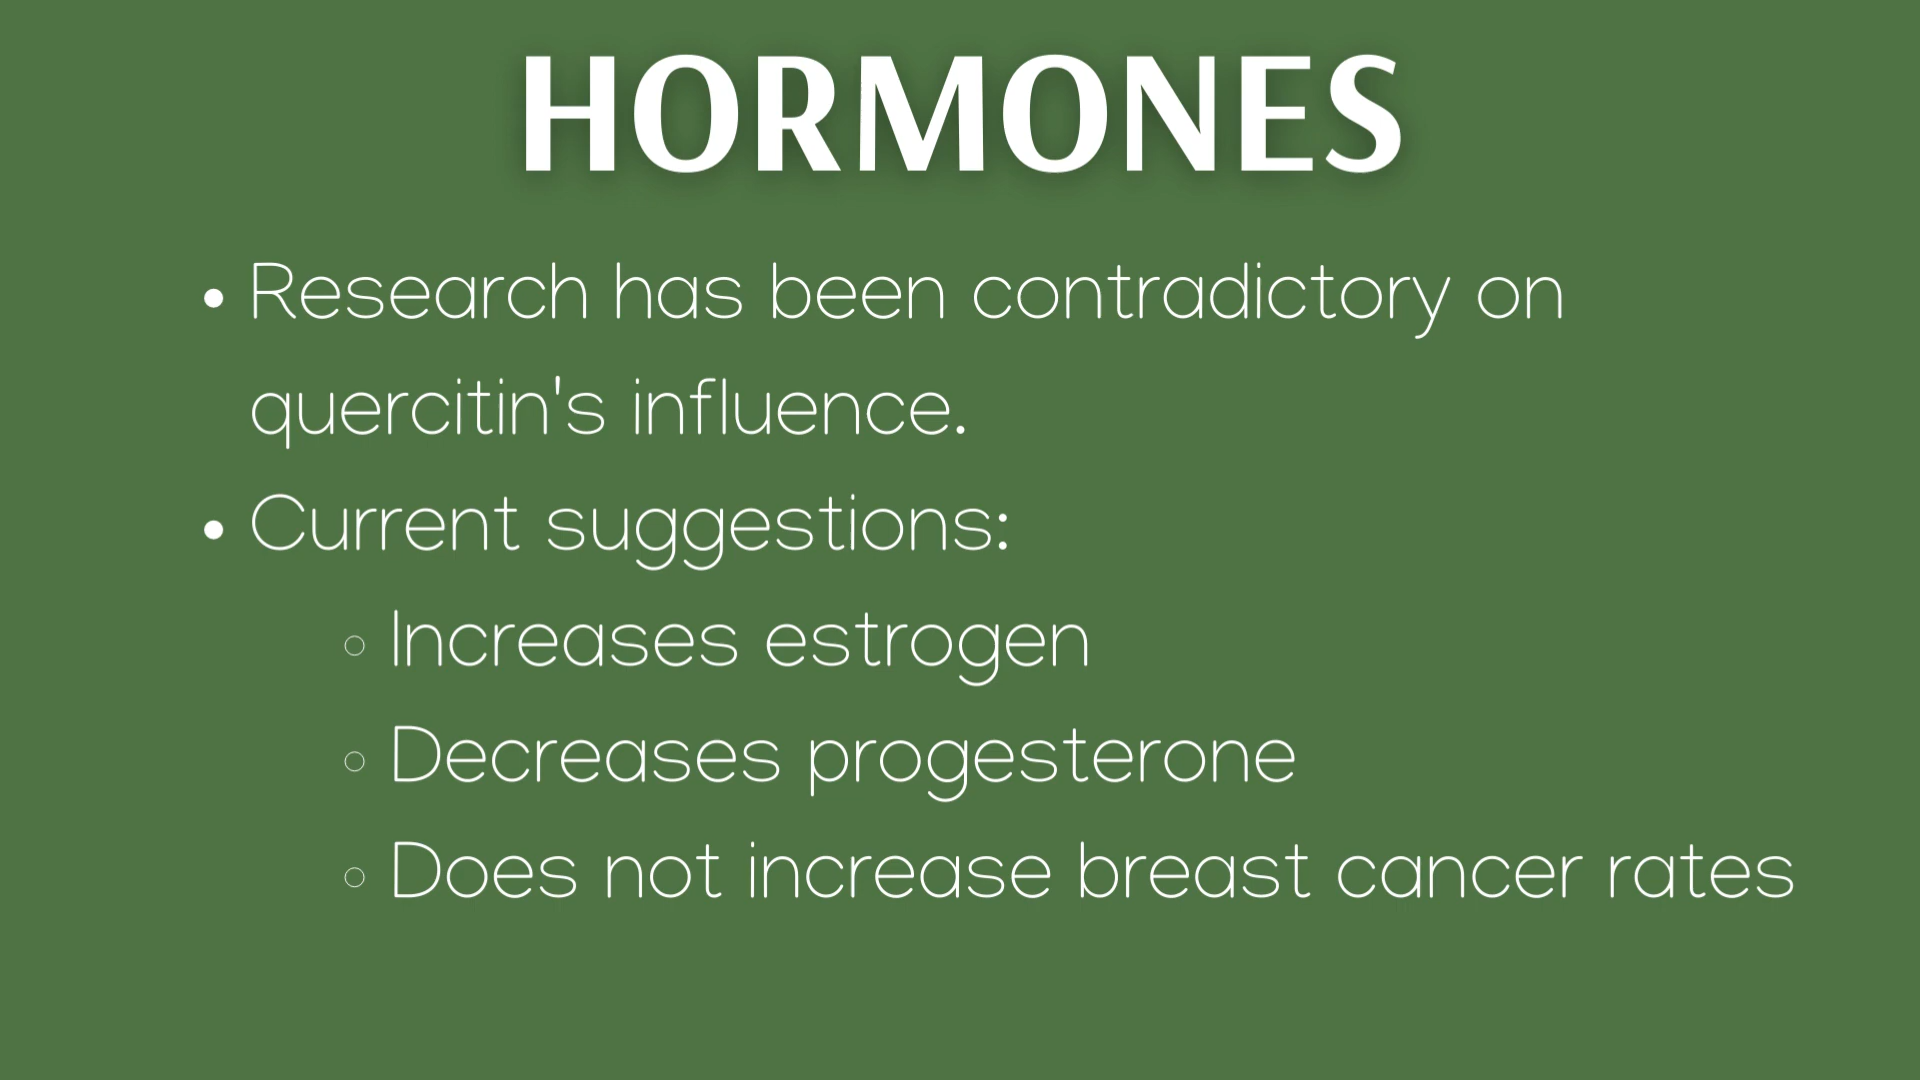 HORMONES
• Research has been contradictory on
quercitin's influence.
• Current suggestions:
◦ Increases estrogen
◦ Decreases progesterone
◦ Does not increase breast cancer rates